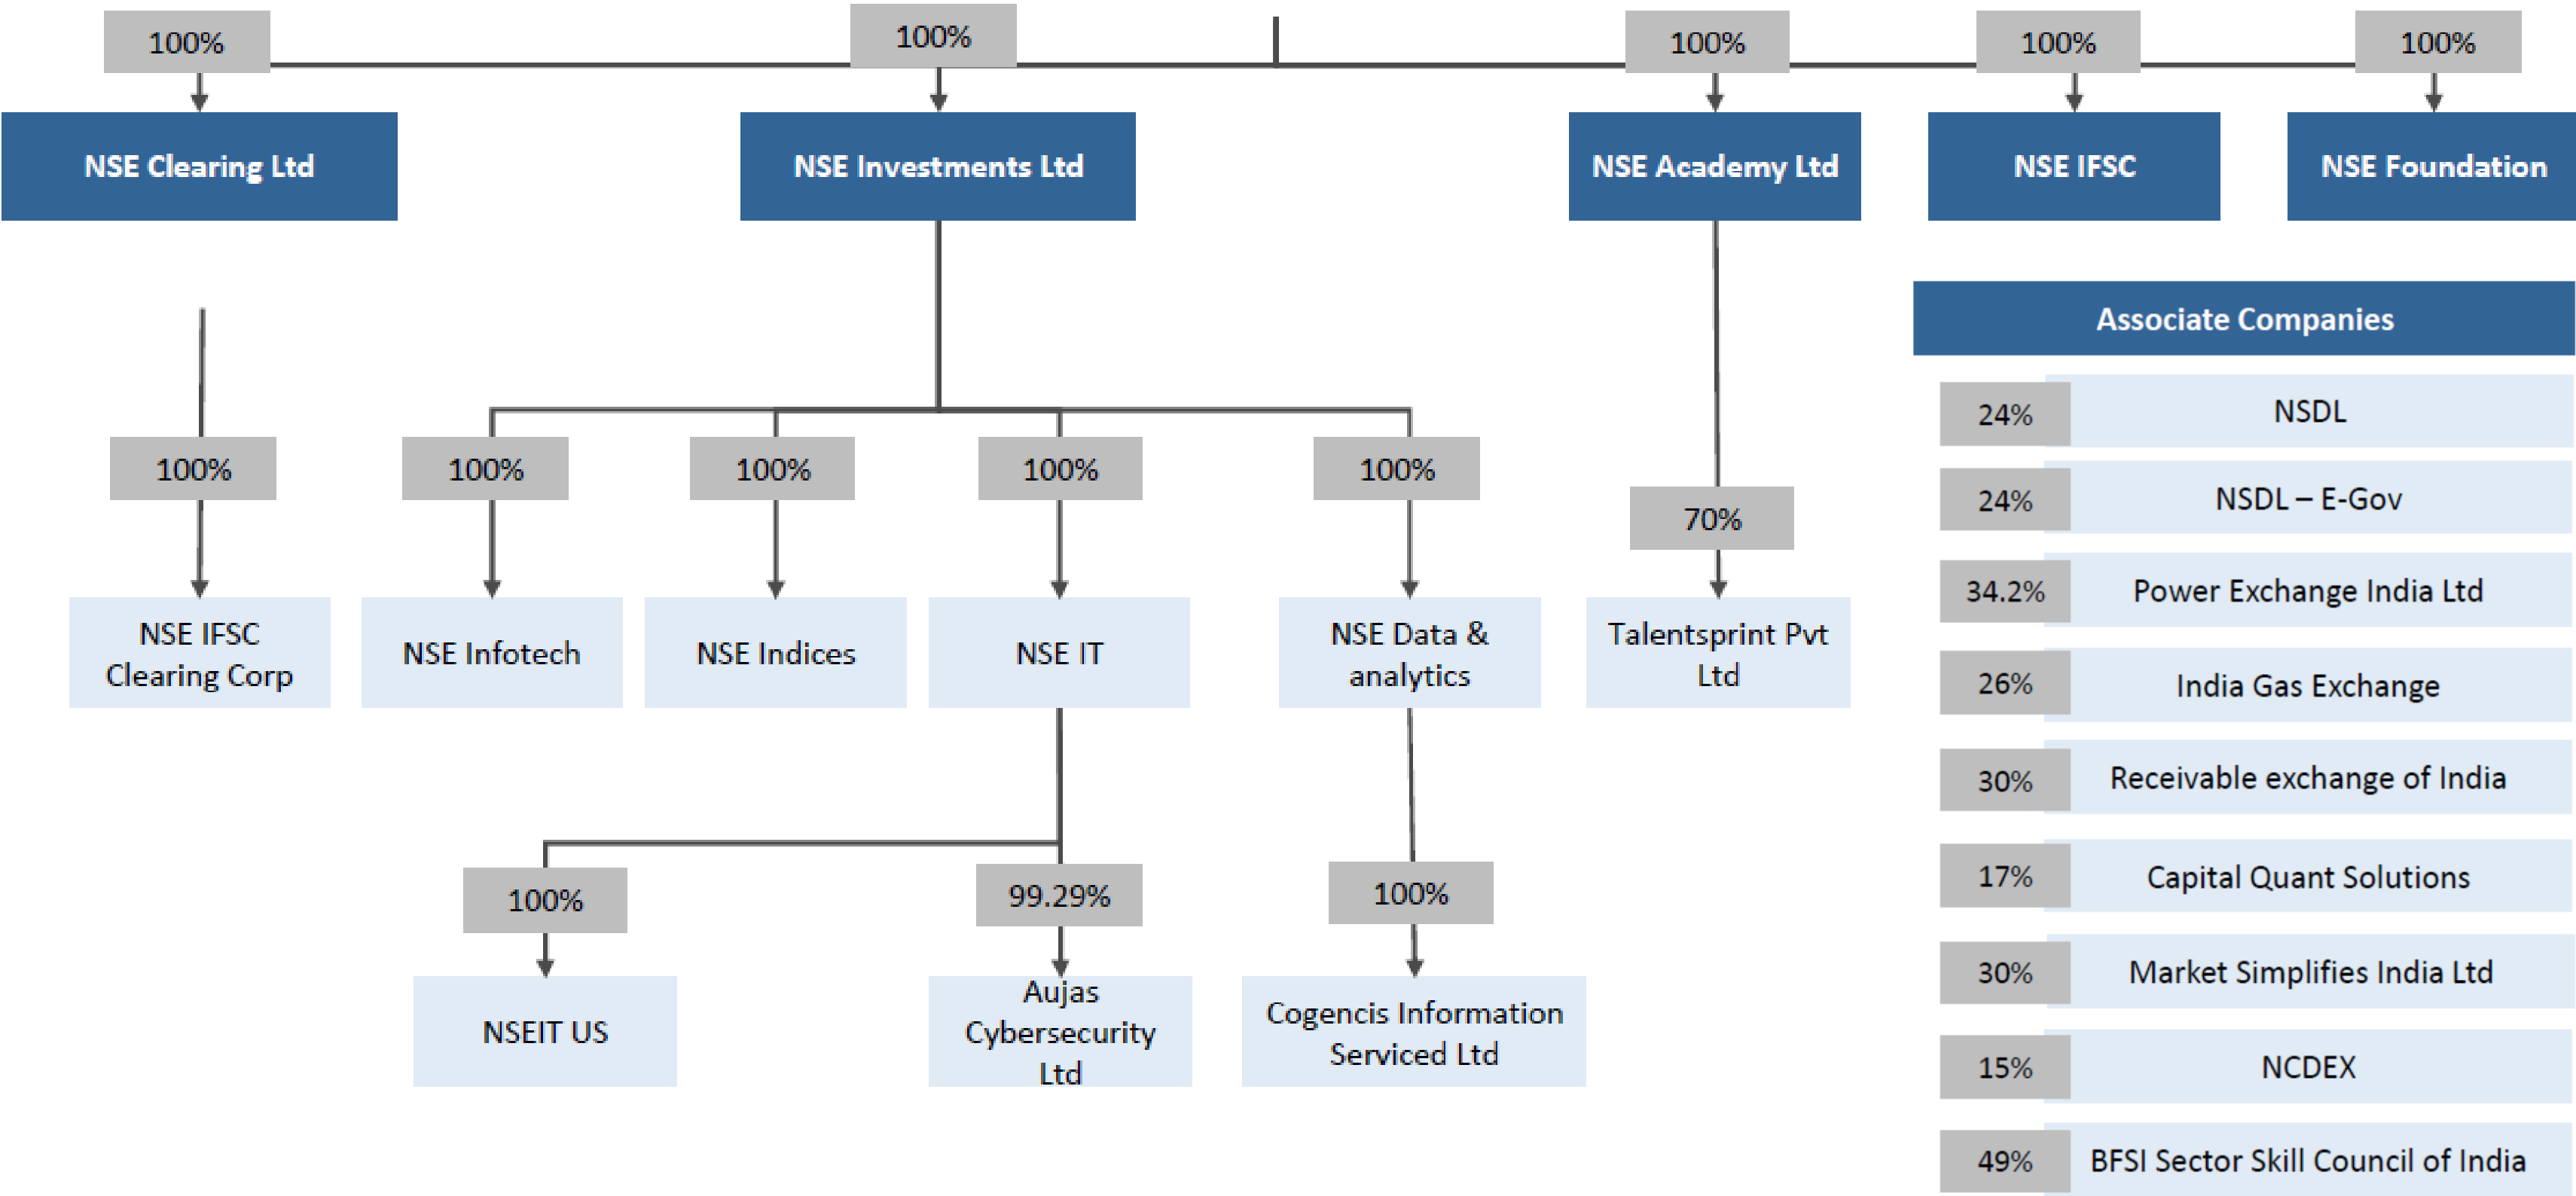 100%
100%
100%
100%
100%
NSE Clearing Ltd
NSE Investments Ltd
NSE Academy Ltd
NSE IFSC
NSE Foundation
100%
100%
100%
100%
100%
70%
NSE IFSC
Clearing Corp
NSE Infotech
NSE Indices
NSE IT
NSE Data &
analytics
Talentsprint Pvt
Ltd
100%
99.29%
100%
NSEIT US
Aujas
Cybersecurity
Ltd
Cogencis Information
Serviced Ltd
Associate Companies
24%
NSDL
24%
NSDL – E-Gov
34.2%
Power Exchange India Ltd
26%
India Gas Exchange
30%
Receivable exchange of India
17%
Capital Quant Solutions
30%
Market Simplifies India Ltd
15%
NCDEX
49%
BFSI Sector Skill Council of India